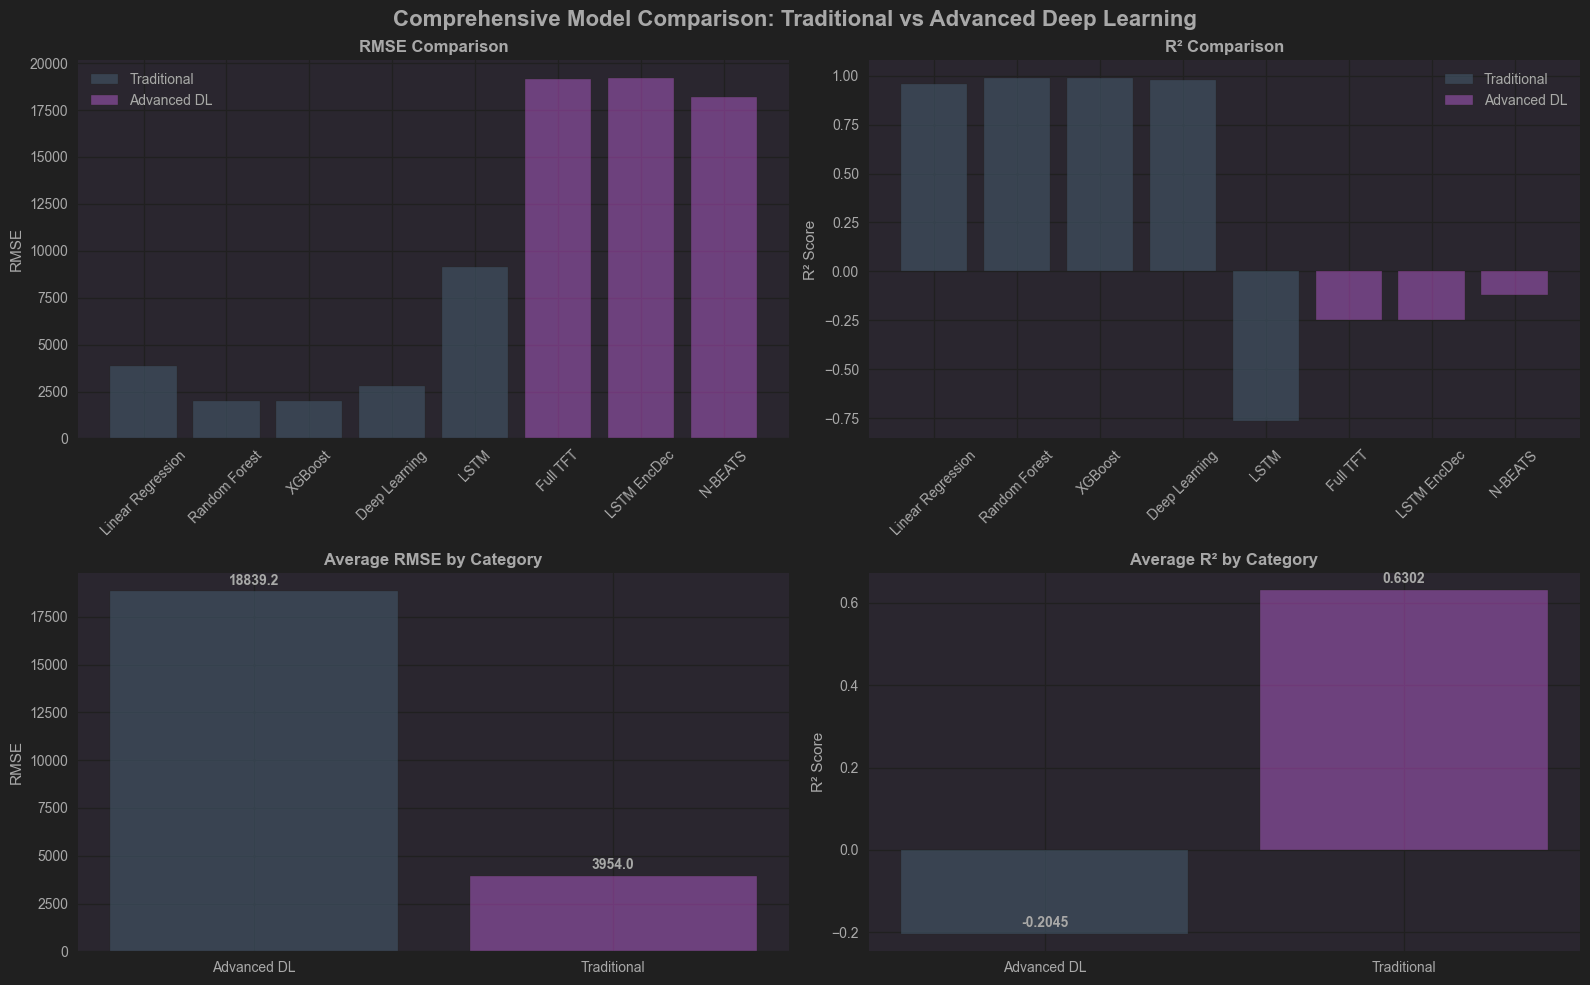 Comprehensive Model Comparison: Traditional vs Advanced Deep Learning
RMSE Comparison
Traditional
Advanced DL
RMSE
20000
17500
15000
12500
10000
7500
5000
2500
0
Linear Regression
Random Forest
XGBoost
Deep Learning
LSTM
Full TFT
LSTM EncDec
N-BEATS
R² Comparison
Traditional
Advanced DL
R² Score
1.00
0.75
0.50
0.25
0.00
−0.25
−0.50
−0.75
Linear Regression
Random Forest
XGBoost
Deep Learning
LSTM
Full TFT
LSTM EncDec
N-BEATS
Average RMSE by Category
18839.2
3954.0
RMSE
17500
15000
12500
10000
7500
5000
2500
0
Advanced DL
Traditional
Average R² by Category
0.6302
-0.2045
R² Score
0.6
0.4
0.2
0.0
−0.2
Advanced DL
Traditional